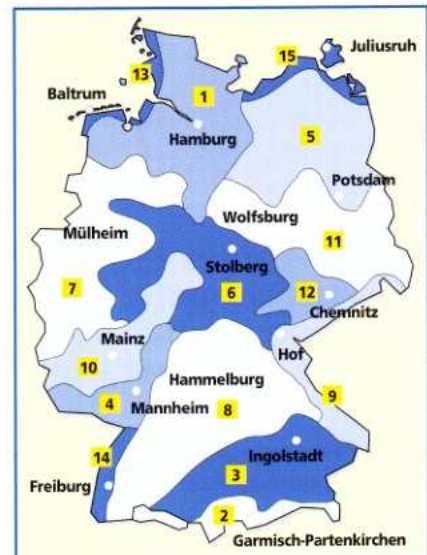 Juliusruh
15
13
Baltrum
1
5
Hamburg
Potsdam
Wolfsburg
Mülheim
11
Stolberg
7
6
12
Chemnitz
Mainz
Hof
10
Hammelburg
9
4
Mannheim
8
14
Ingolstadt
3
Freiburg
2
Garmisch-Partenkirchen